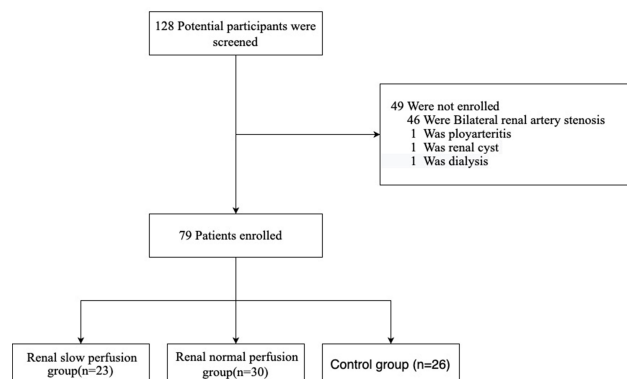 128 Potential participants were
screened
49 Were not enrolled
46 Were Bilateral renal artery stenosis
1 Was ployarteritis
1 Was renal cyst
1 Was dialysis
79 Patients enrolled
Renal slow perfusion
group(n=23)
Renal normal perfusion
group(n=30)
Control group (n=26)